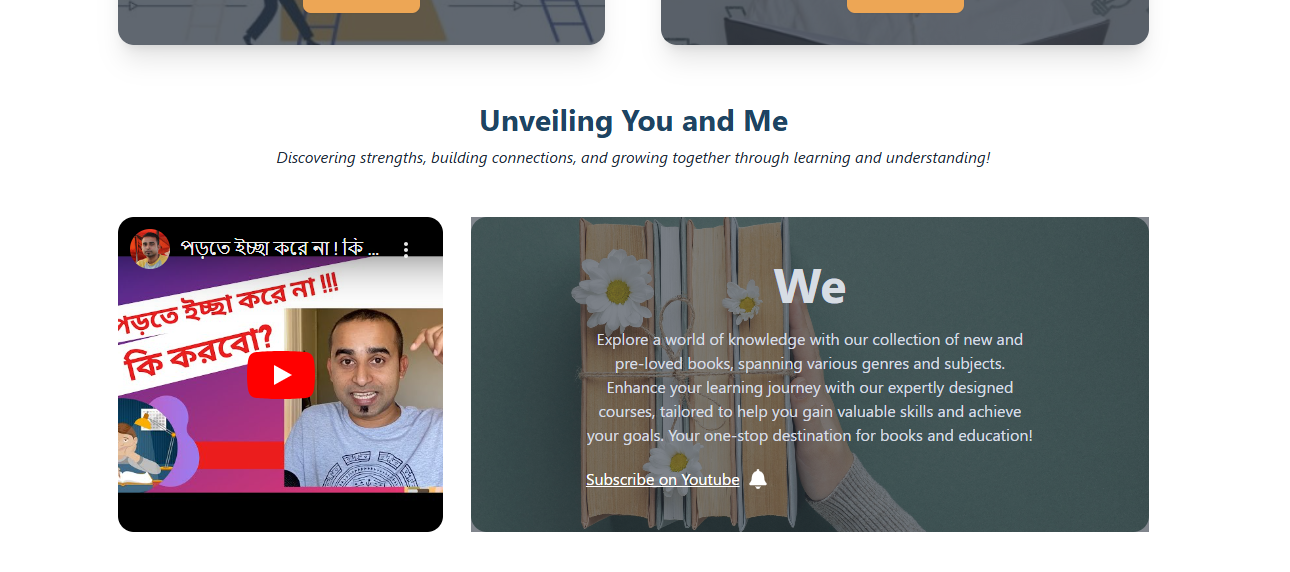 Unveiling You and Me
Discovering strengths, building connections, and growing together through learning and understanding!
পড়তে ইচ্ছা করে না ! কি ...
পড়তে ইচ্ছা করে না !!!
কি করবো?
We
Explore a world of knowledge with our collection of new and
pre-loved books, spanning various genres and subjects.
Enhance your learning journey with our expertly designed
courses, tailored to help you gain valuable skills and achieve
your goals. Your one-stop destination for books and education!
Subscribe on Youtube